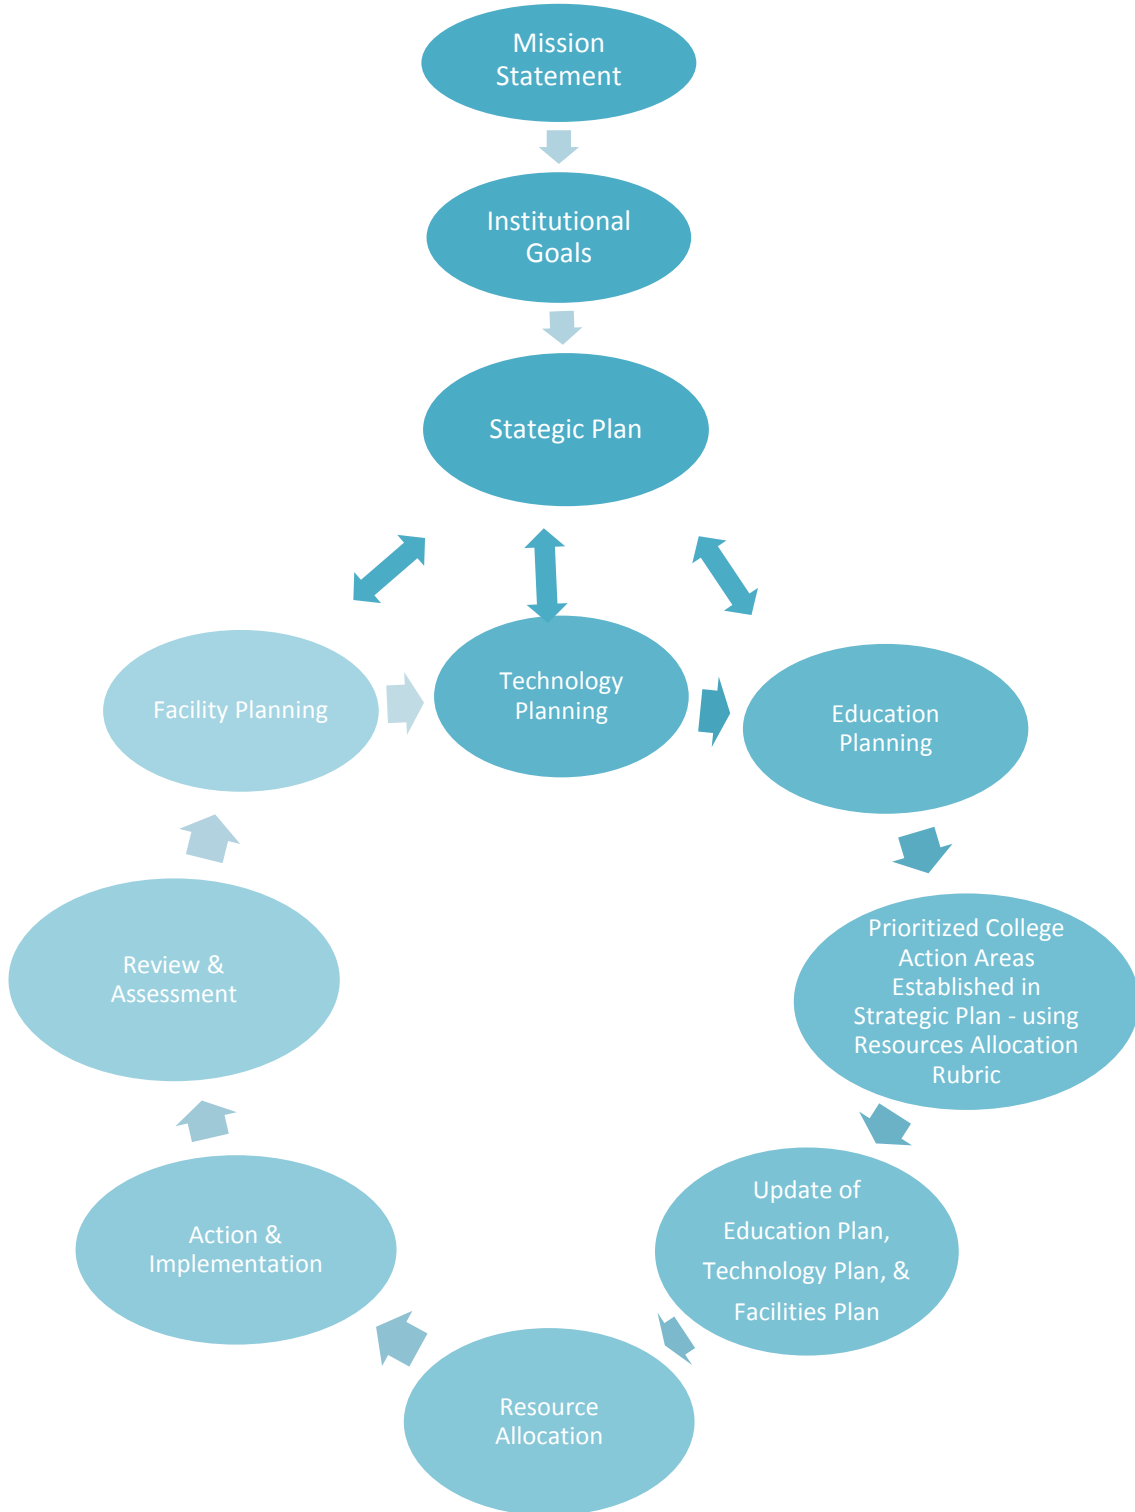 Mission
Statement
Institutional
Goals
Stategic Plan
Facility Planning
Technology
Planning
Education
Planning
Prioritized College
Action Areas
Established in
Strategic Plan - using
Resources Allocation
Rubric
Update of
Education Plan,
Technology Plan, &
Facilities Plan
Resource
Allocation
Action &
Implementation
Review &
Assessment